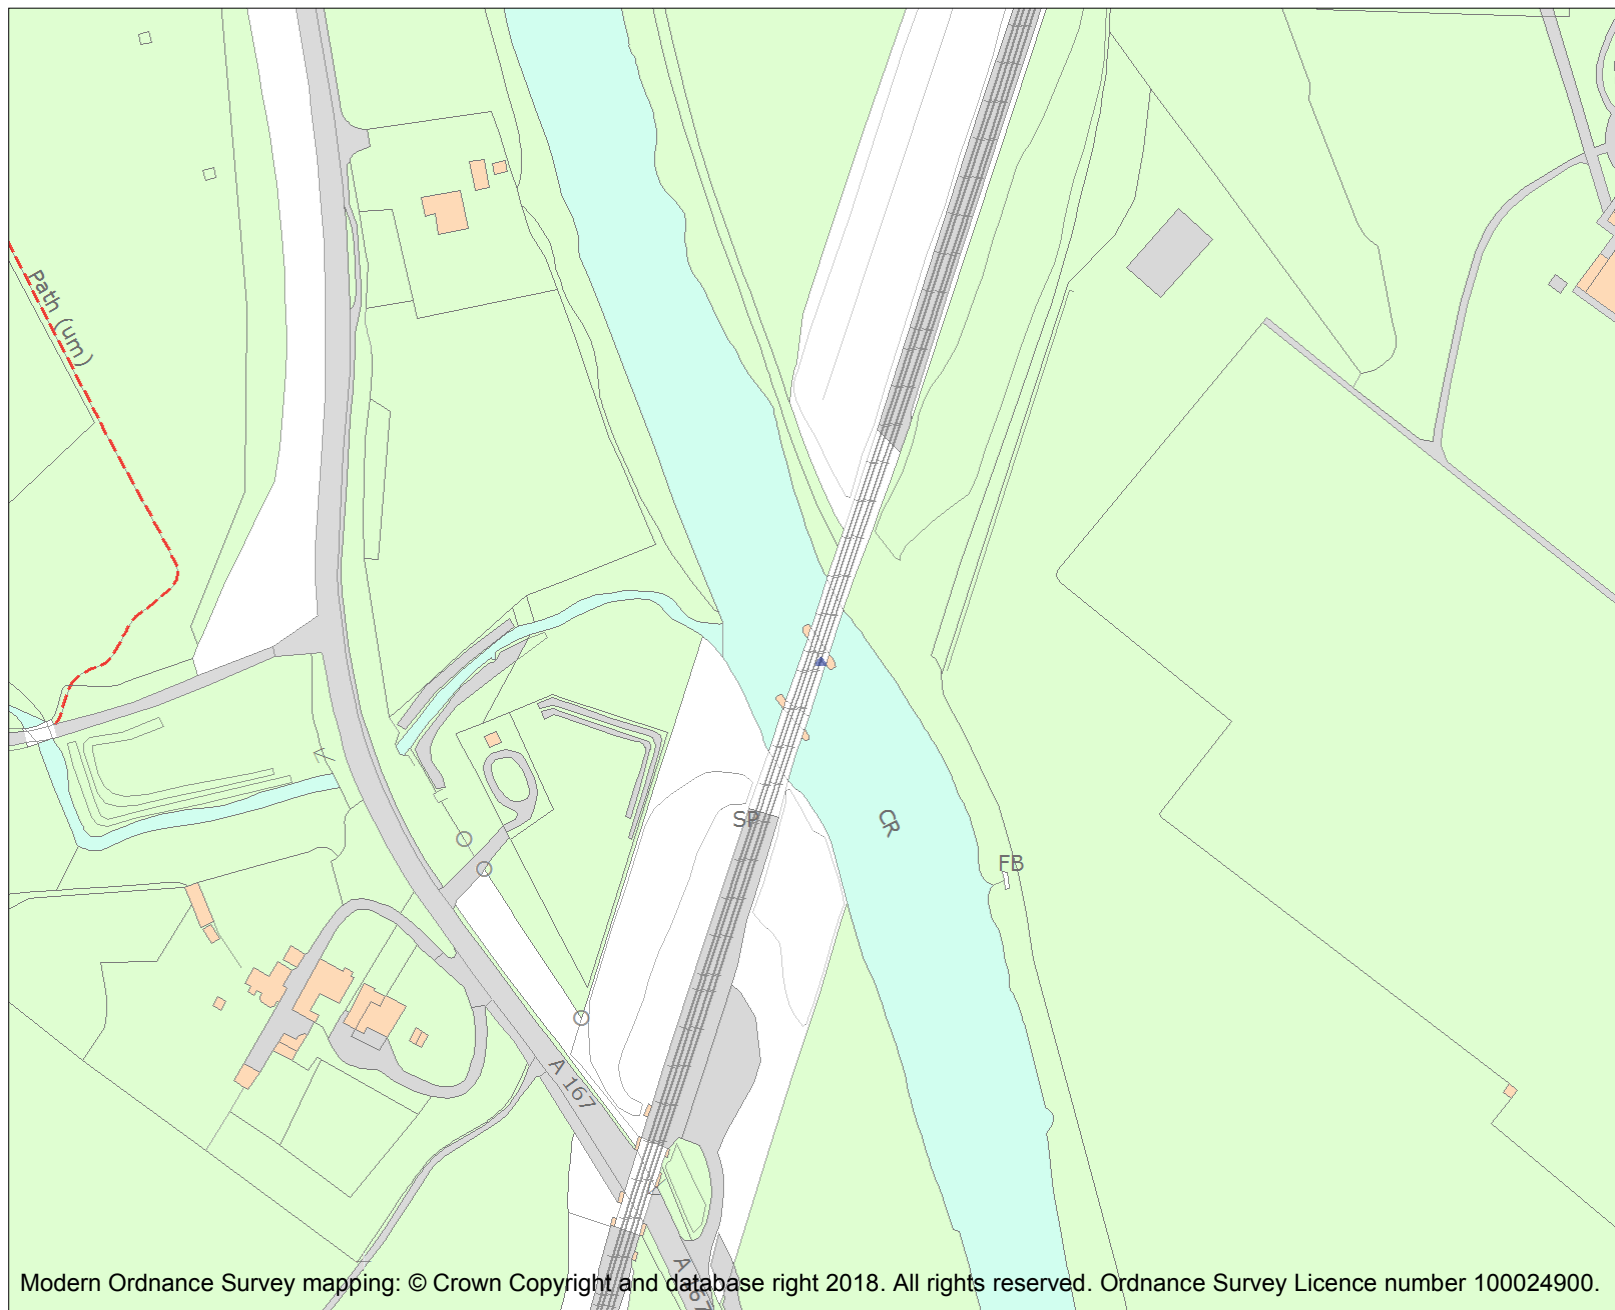 Path (um)
SP
CR
FB
A 167
A 167
Modern Ordnance Survey mapping: © Crown Copyright and database right 2018. All rights reserved. Ordnance Survey Licence number 100024900.